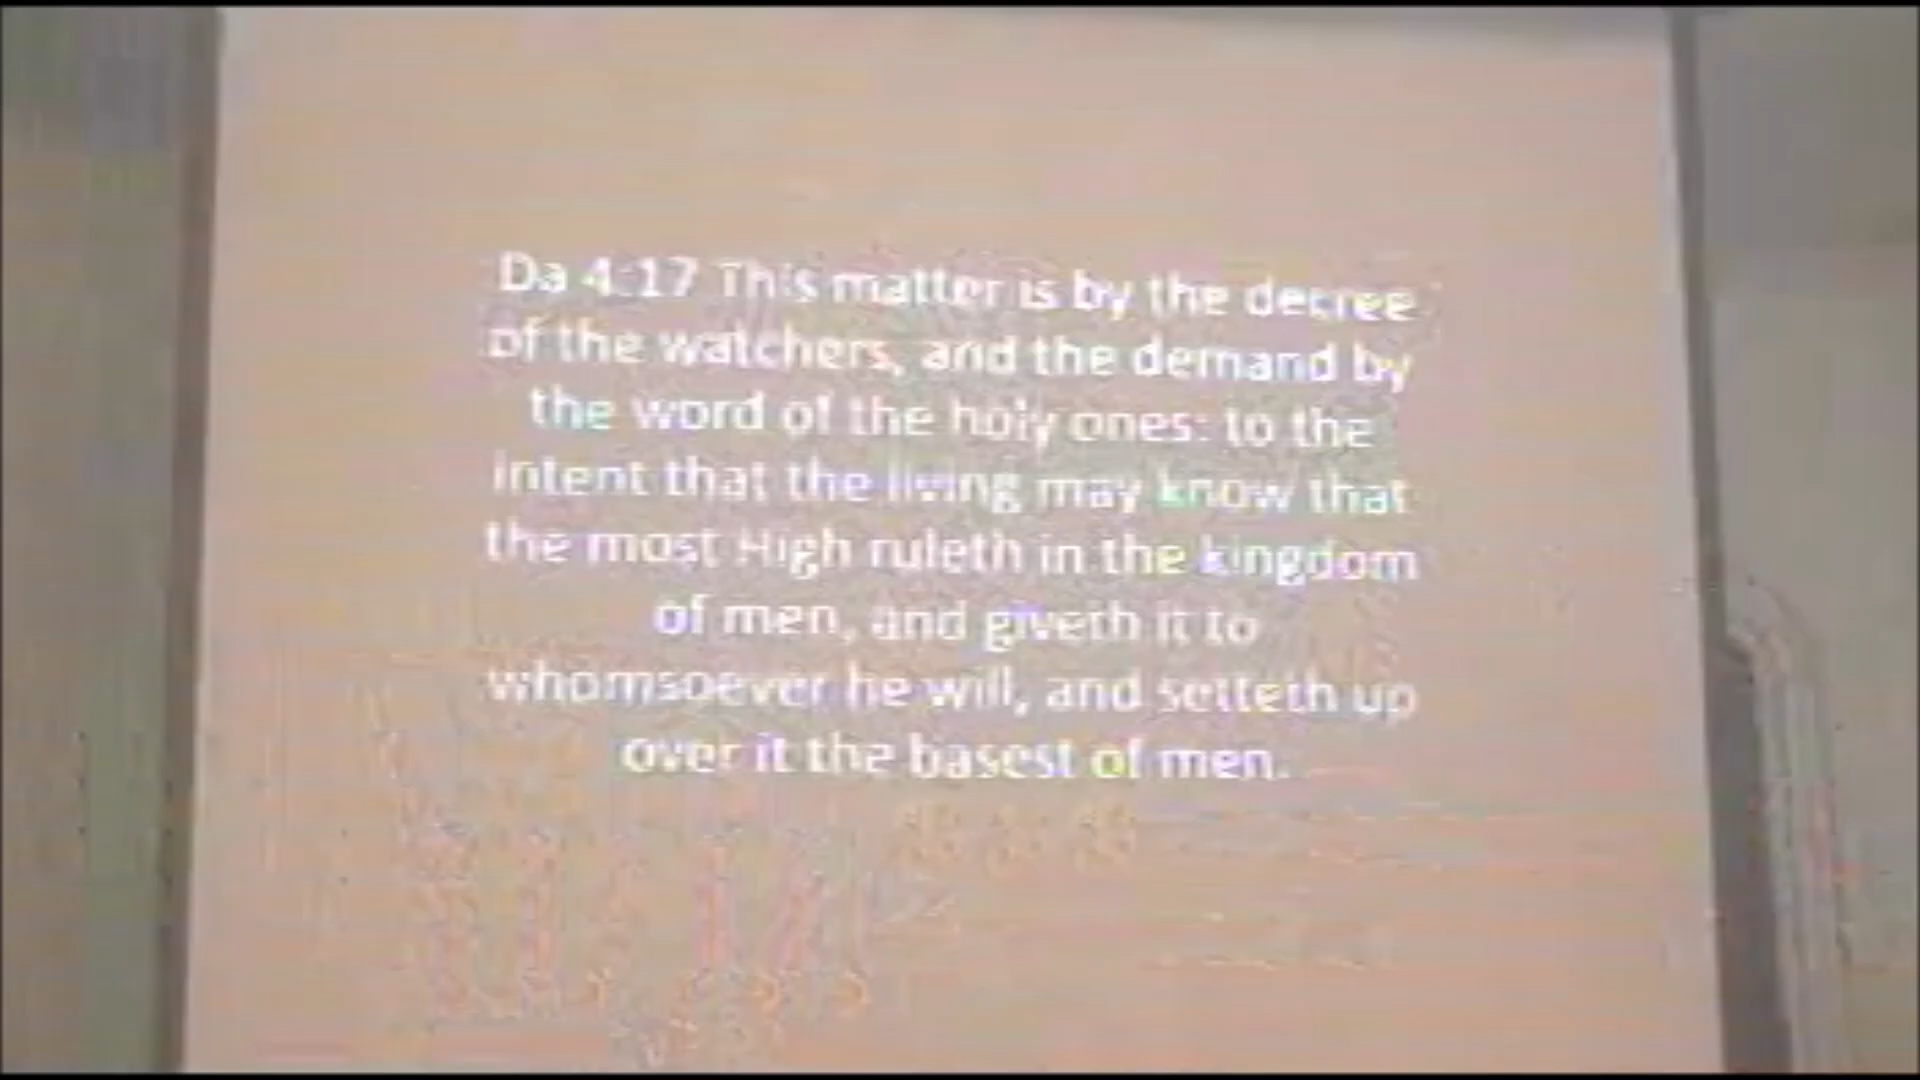 Da 4:17 This matter is by the decree
of the watchers, and the demand by
the word of the holy ones: to the
intent that the living may know that
the most High ruleth in the kingdom
of men, and giveth it to
whomsoever he will, and setteth up
over it the basest of men.